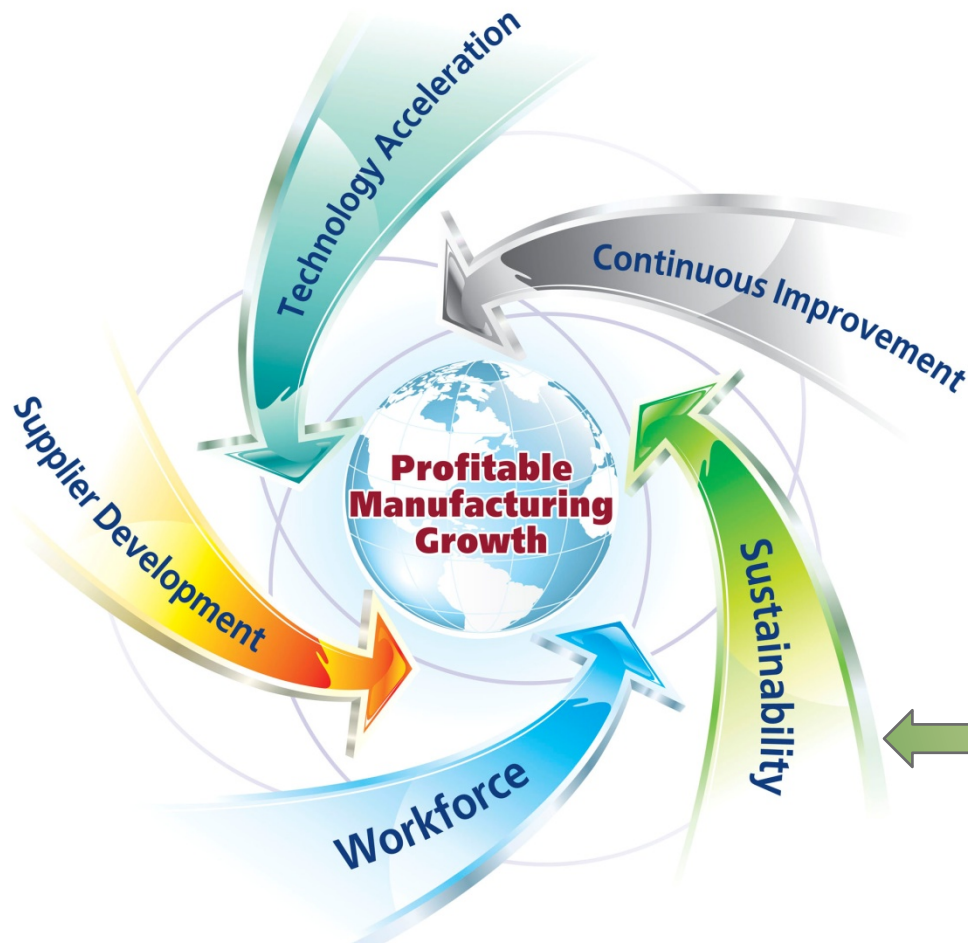 Technology Acceleration
Continuous Improvement
Supplier Development
Profitable
Manufacturing
Growth
Sustainability
Workforce